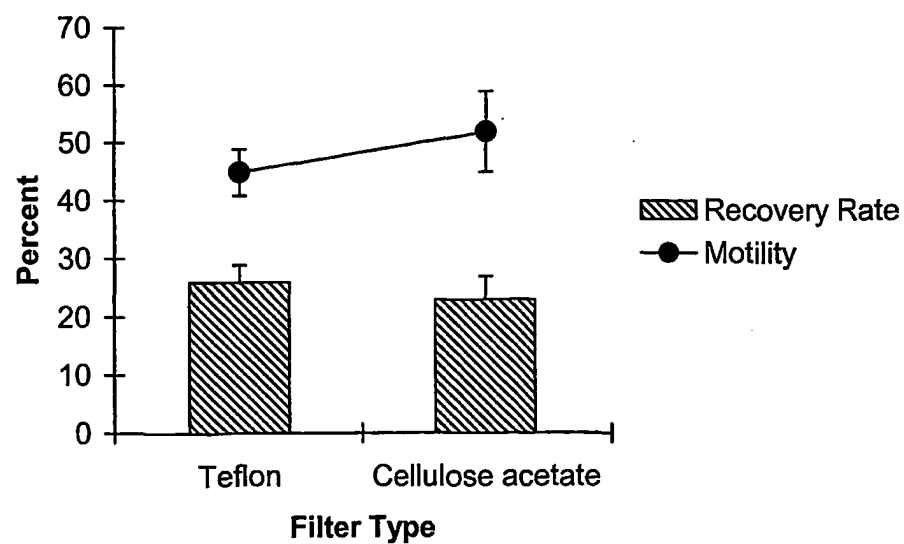 70
60
50
40
30
20
10
0
Percent
Teflon
Cellulose acetate
Filter Type
Recovery Rate
Motility